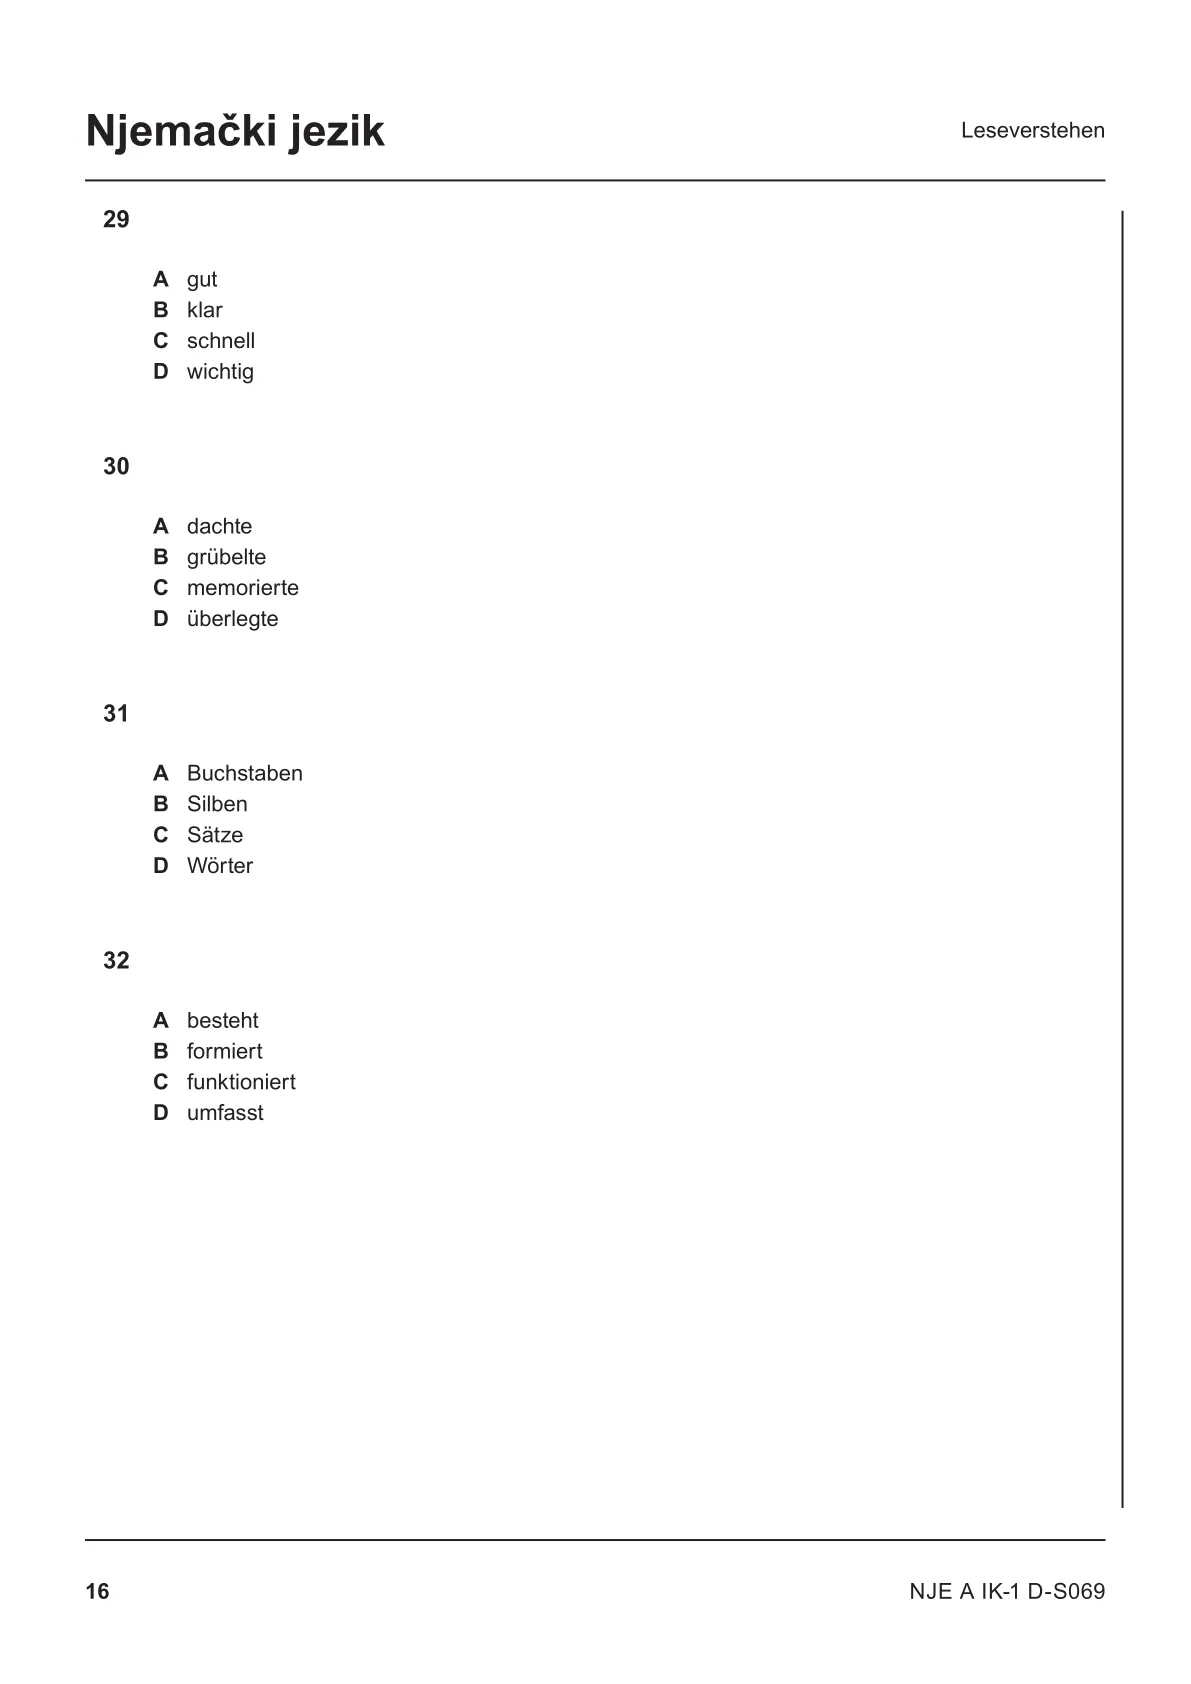 Njemački jezik
Leseverstehen
29
A gut
B klar
C schnell
D wichtig
30
A dachte
B grübelte
C memorierte
D überlegte
31
A Buchstaben
B Silben
C Sätze
D Wörter
32
A besteht
B formiert
C funktioniert
D umfasst
16
NJE A IK-1 D-S069